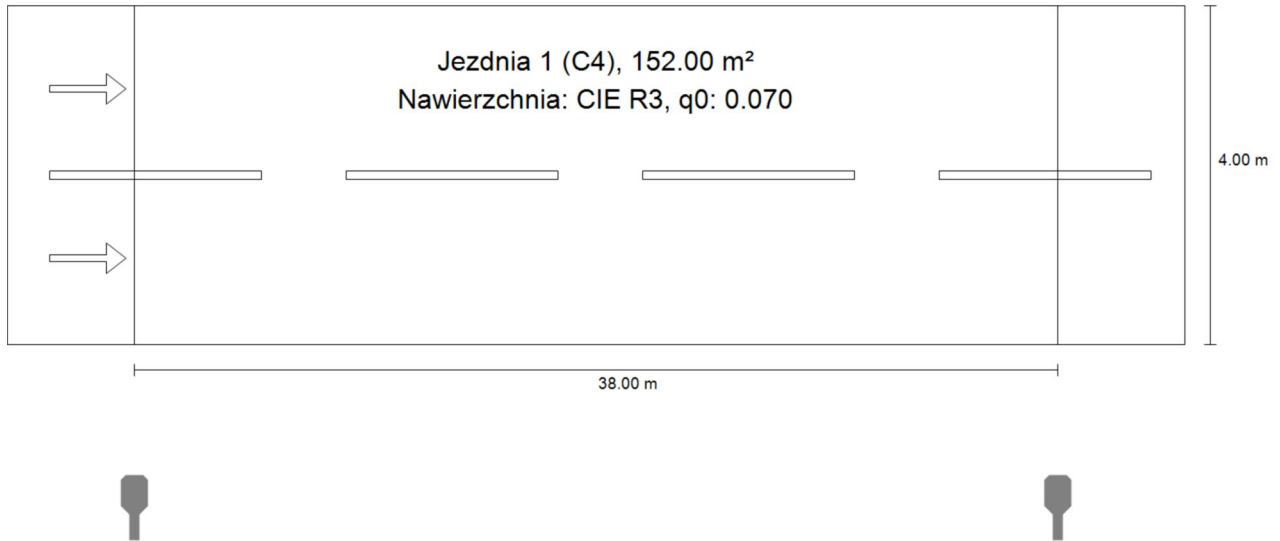 Jezdnia 1 (C4), 152.00 m²
Nawierzchnia: CIE R3, q0: 0.070
4.00 m
38.00 m